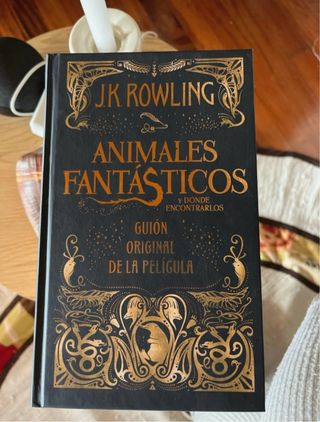 J.K. ROWLING
ANIMALES
FANTÁSTICOS
Y DÓNDE
ENCONTRARLOS
GUIÓN
ORIGINAL
DE LA PELÍCULA